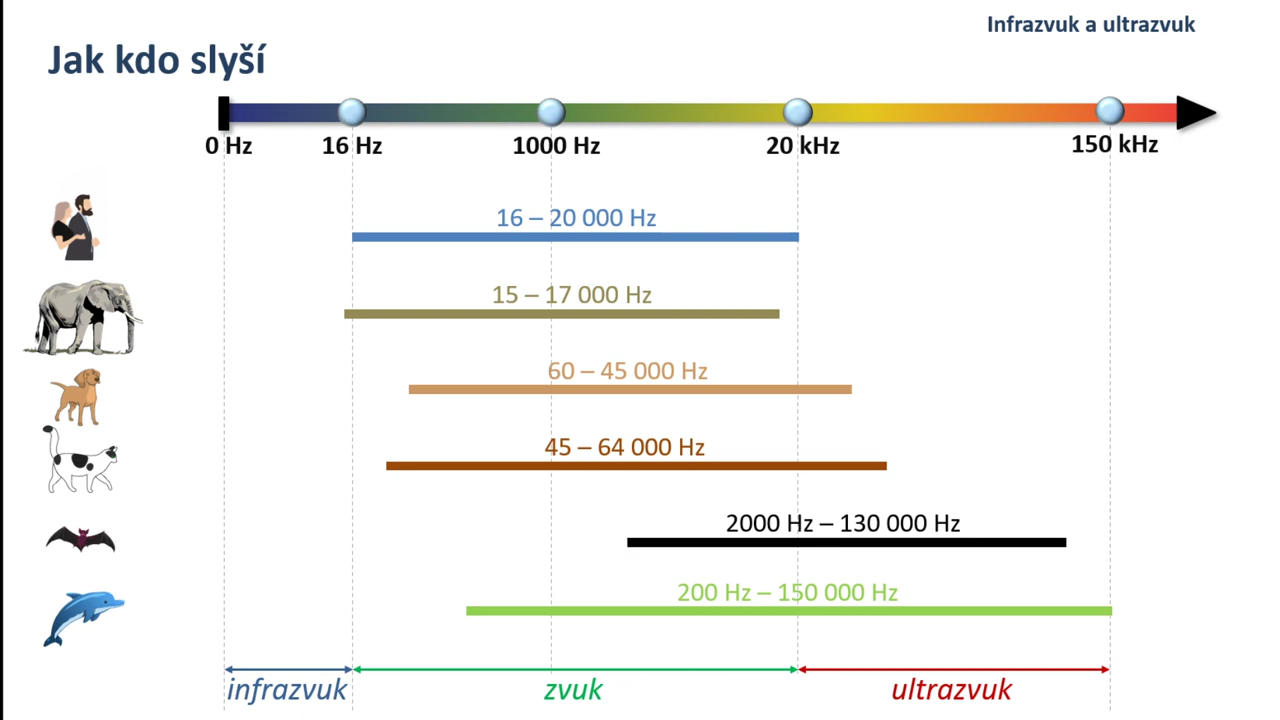 Infrazvuk a ultrazvuk
Jak kdo slyší
0 Hz
16 Hz
1000 Hz
20 kHz
150 kHz
16 – 20 000 Hz
15 – 17 000 Hz
60 – 45 000 Hz
45 – 64 000 Hz
2000 Hz – 130 000 Hz
200 Hz – 150 000 Hz
infrazvuk
zvuk
ultrazvuk